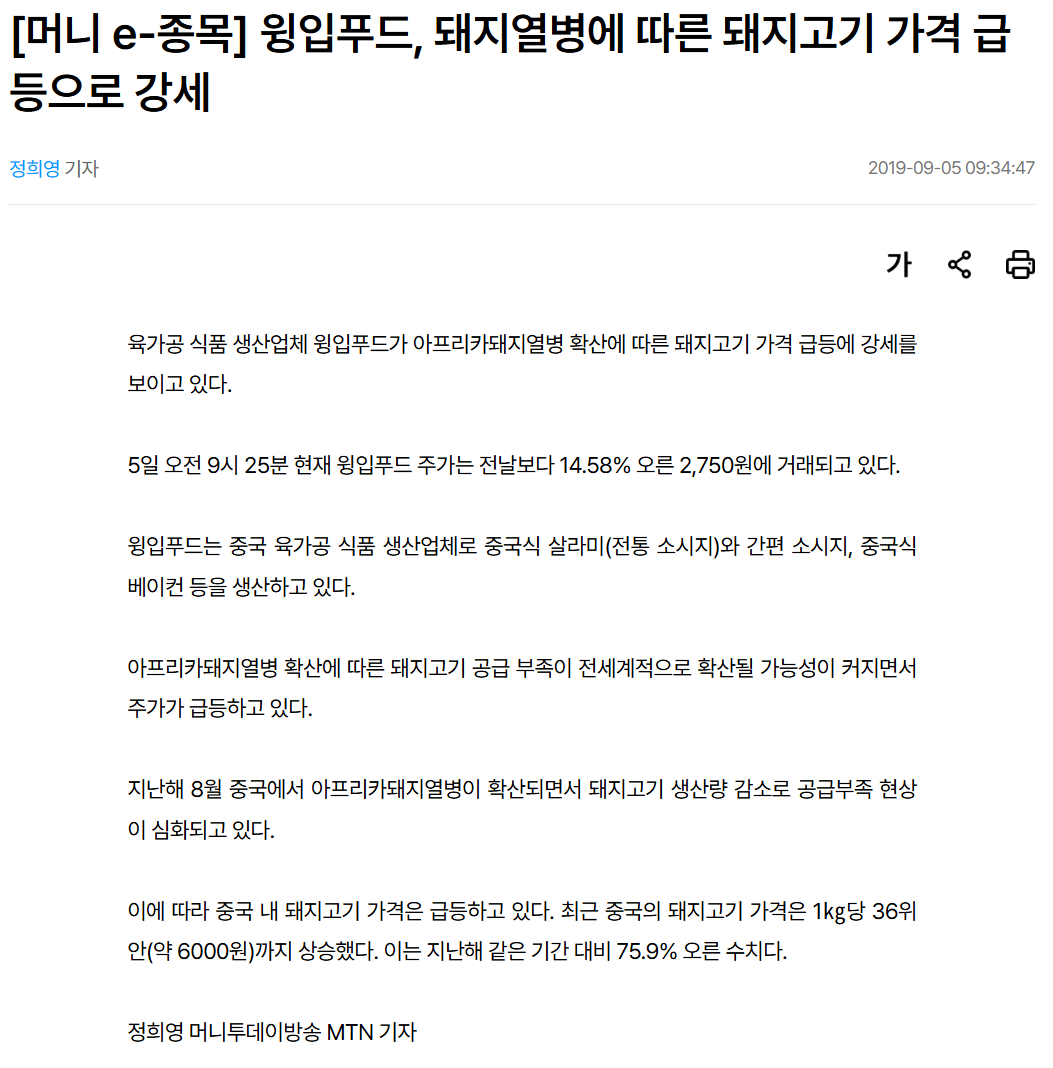 [머니 e-종목] 윙입푸드, 돼지열병에 따른 돼지고기 가격 급
등으로 강세
정희영 기자
2019-09-05 09:34:47
가
육가공 식품 생산업체 윙입푸드가 아프리카돼지열병 확산에 따른 돼지고기 가격 급등에 강세를
보이고 있다.
5일 오전 9시 25분 현재 윙입푸드 주가는 전날보다 14.58% 오른 2,750원에 거래되고 있다.
윙입푸드는 중국 육가공 식품 생산업체로 중국식 살라미(전통 소시지)와 간편 소시지, 중국식
베이컨 등을 생산하고 있다.
아프리카돼지열병 확산에 따른 돼지고기 공급 부족이 전세계적으로 확산될 가능성이 커지면서
주가가 급등하고 있다.
지난해 8월 중국에서 아프리카돼지열병이 확산되면서 돼지고기 생산량 감소로 공급부족 현상
이 심화되고 있다.
이에 따라 중국 내 돼지고기 가격은 급등하고 있다. 최근 중국의 돼지고기 가격은 1㎏당 36위
안(약 6000원)까지 상승했다. 이는 지난해 같은 기간 대비 75.9% 오른 수치다.
정희영 머니투데이방송 MTN 기자